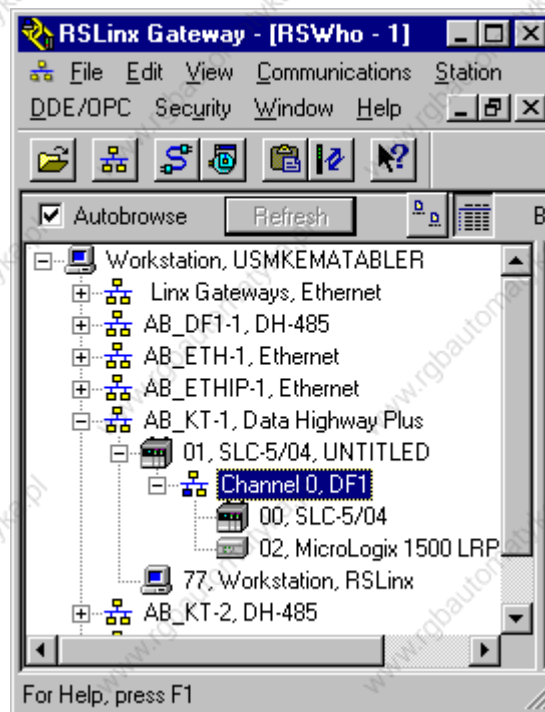 RSLinx Gateway - [RSWho - 1]
File Edit View Communications Station
DDE/OPC Security Window Help
Autobrowse Refresh
Workstation, USMKEMATABLER
Linx Gateways, Ethernet
AB_DF1-1, DH-485
AB_ETH-1, Ethernet
AB_ETHIP-1, Ethernet
AB_KT-1, Data Highway Plus
01, SLC-5/04, UNTITLED
Channel 0, DF1
00, SLC-5/04
02, MicroLogix 1500 LRP
77, Workstation, RSLinx
AB_KT-2, DH-485
For Help, press F1
www.rgbautomatyka.pl